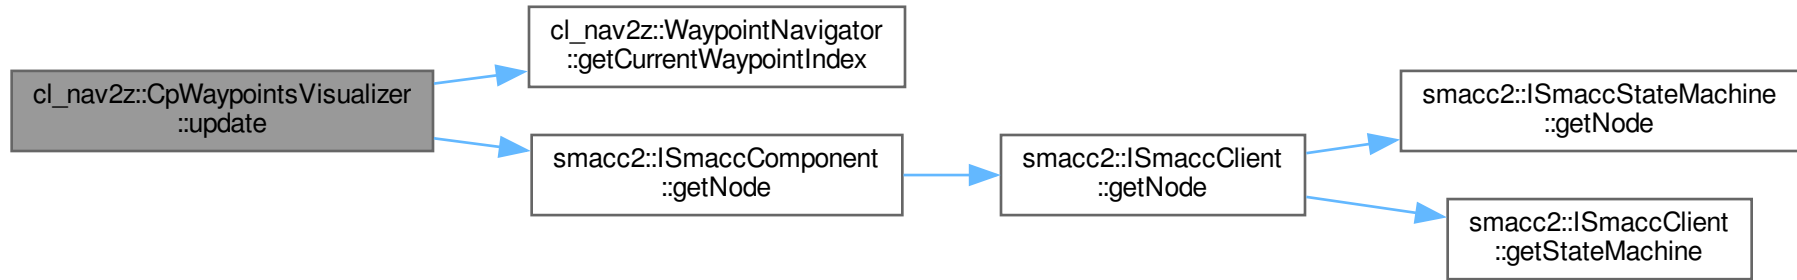 cl_nav2z::CpWaypointsVisualizer
::update
cl_nav2z::WaypointNavigator
::getCurrentWaypointIndex
smacc2::ISmaccComponent
::getNode
smacc2::ISmaccClient
::getNode
smacc2::ISmaccStateMachine
::getNode
smacc2::ISmaccClient
::getStateMachine